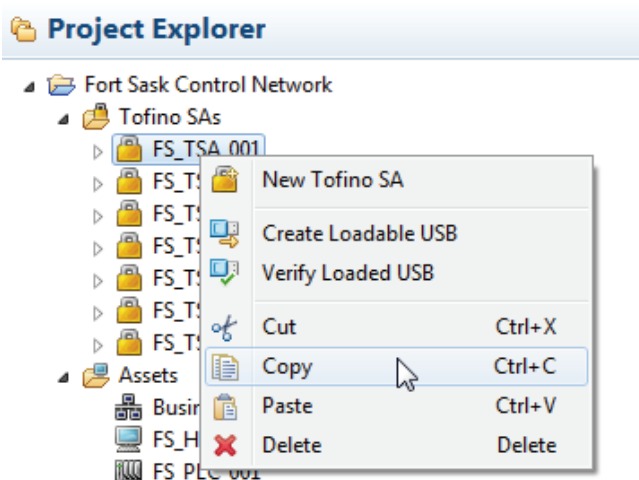 Project Explorer
Fort Sask Control Network
Tofino SAs
FS_TSA_001
New Tofino SA
Create Loadable USB
Verify Loaded USB
Cut Ctrl+X
Copy Ctrl+C
Paste Ctrl+V
Delete Delete
Assets
FS_PLC_001